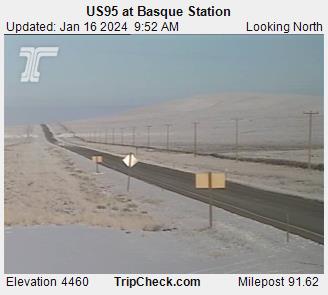 US95 at Basque Station
Updated: Jan 16 2024 9:52 AM Looking North
Elevation 4460 TripCheck.com Milepost 91.62